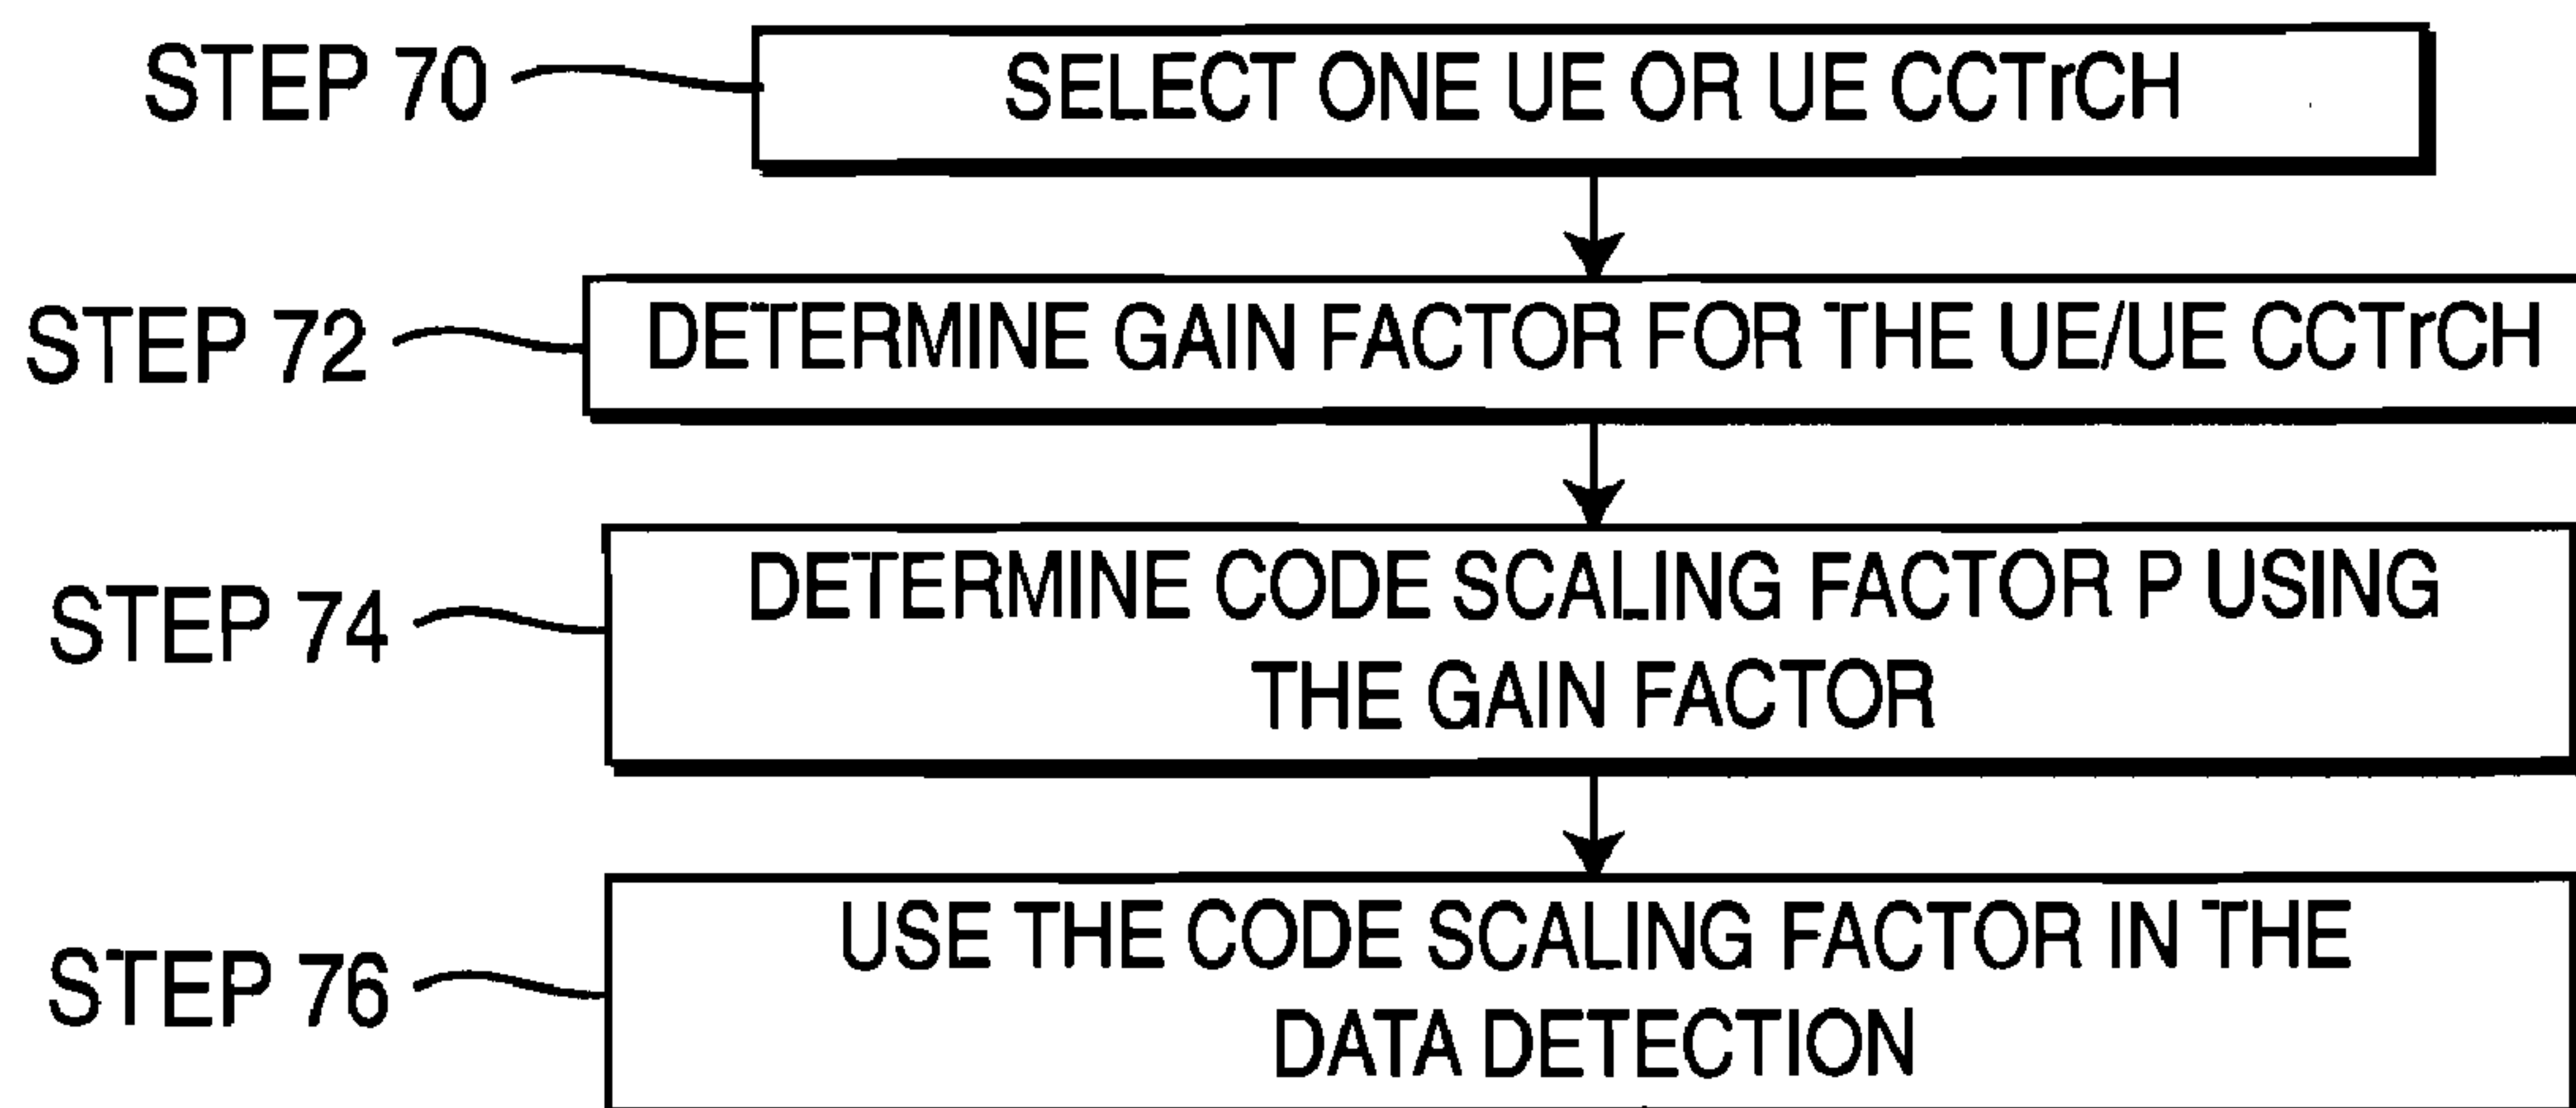 STEP 70
SELECT ONE UE OR UE CCTrCH
STEP 72
DETERMINE GAIN FACTOR FOR THE UE/UE CCTrCH
STEP 74
DETERMINE CODE SCALING FACTOR P USING
THE GAIN FACTOR
STEP 76
USE THE CODE SCALING FACTOR IN THE
DATA DETECTION